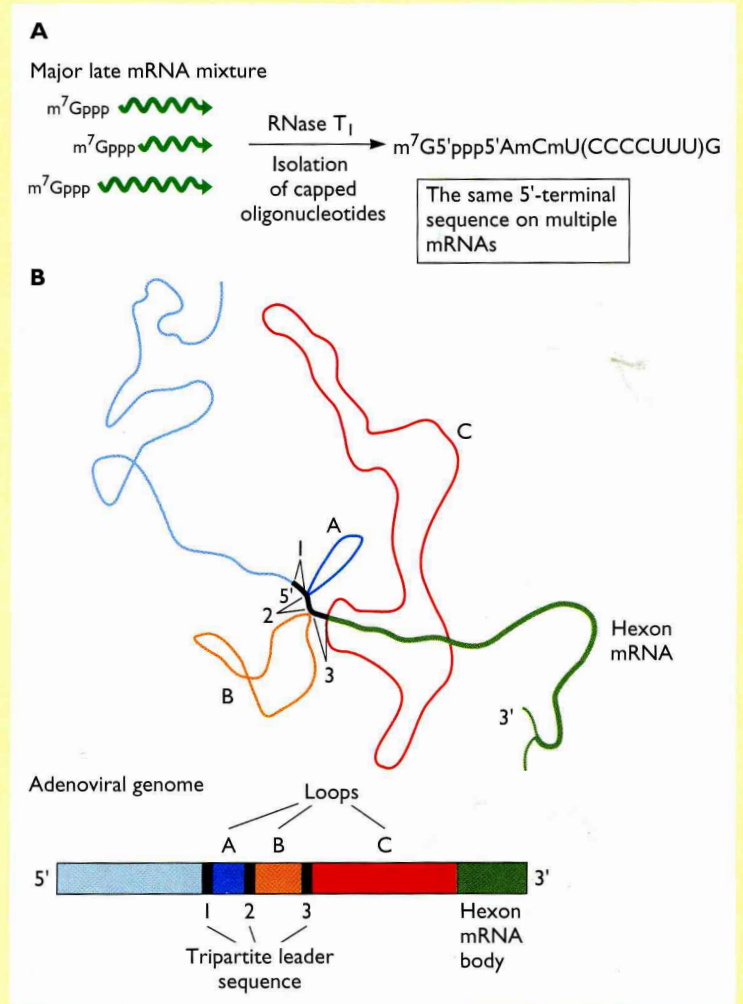 A
Major late mRNA mixture
m⁷Gppp
m⁷Gppp
m⁷Gppp
RNase T₁
Isolation
of capped
oligonucleotides
m⁷G5'ppp5'AmCmU(CCCCUUU)G
The same 5'-terminal
sequence on multiple
mRNAs
B
C
A
1
5'
2
B
3
Hexon
mRNA
3'
Adenoviral genome
Loops
A B C
5' 3'
1 2 3
Tripartite leader
sequence
Hexon
mRNA
body